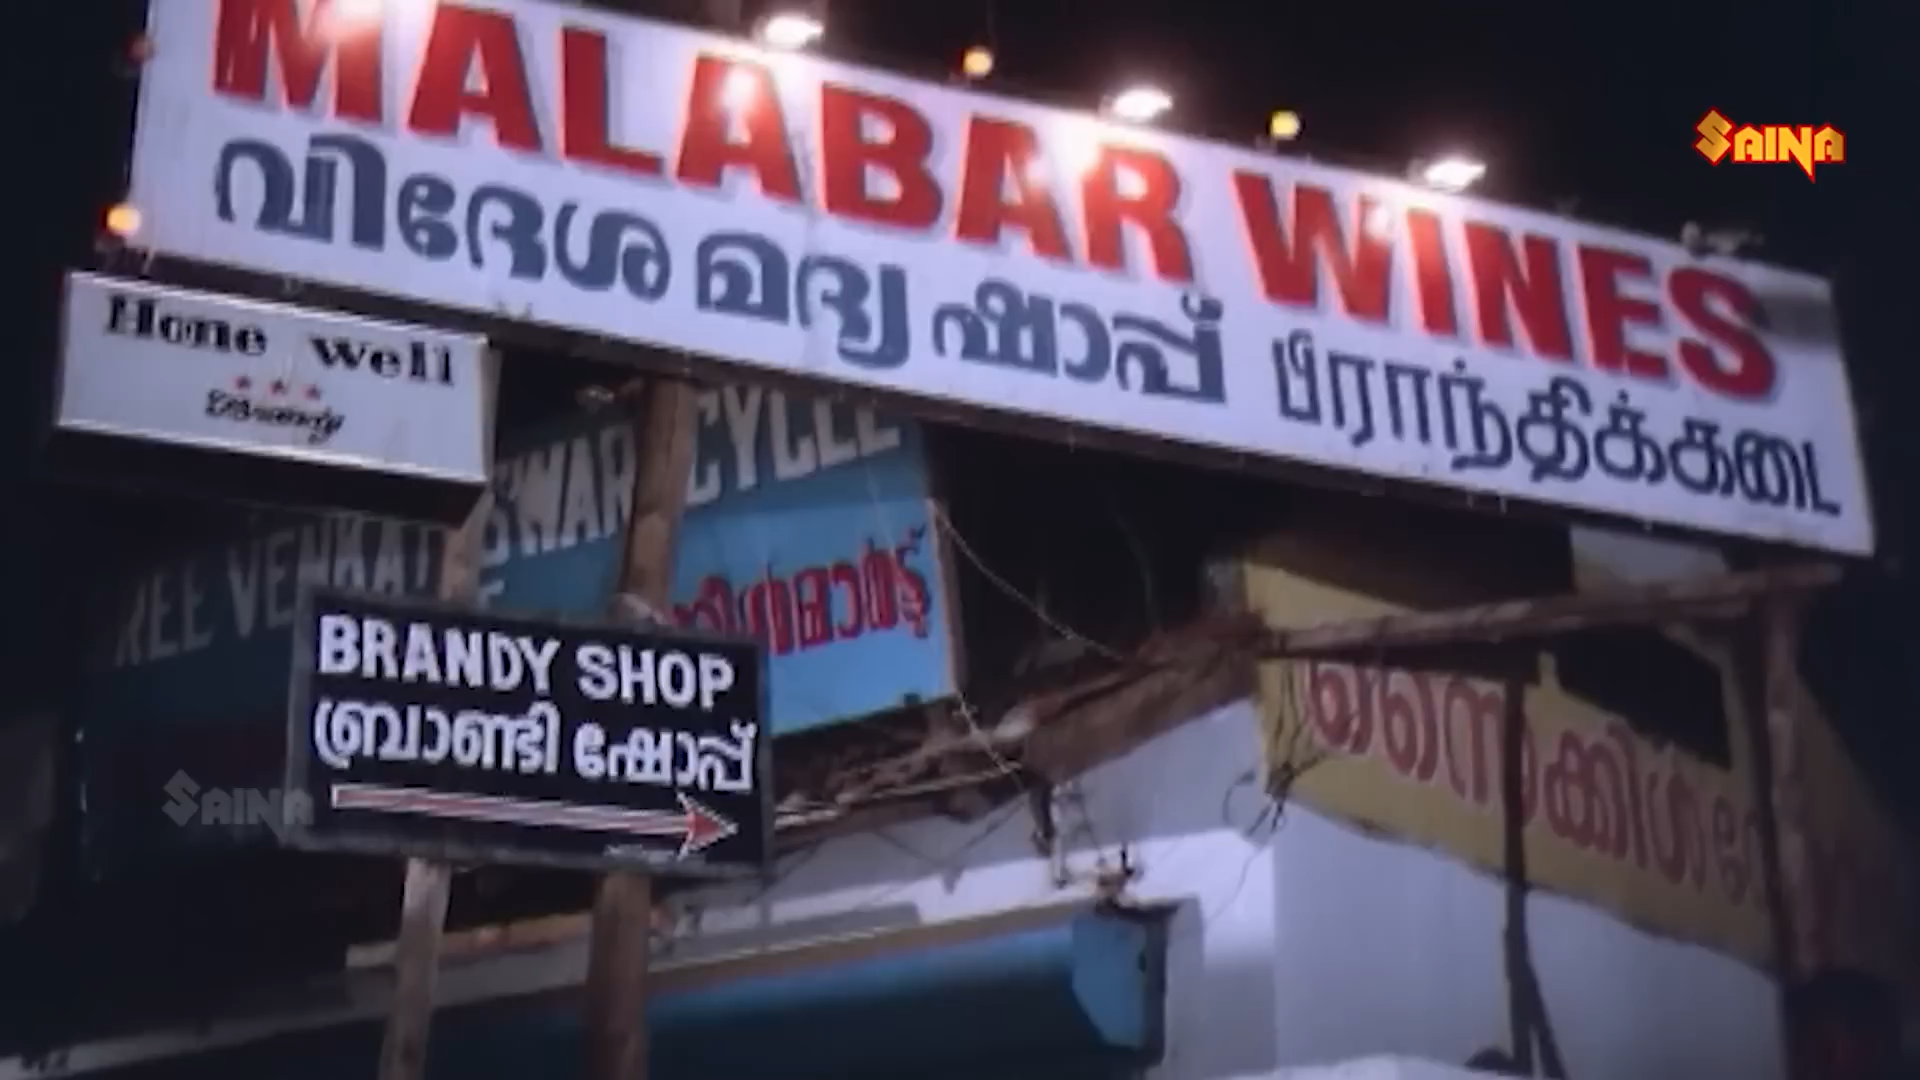 MALABAR WINES
വിദേശ മദ്യ ഷാപ്പ് பிராந்திக்கடை
SAINA
Hone Well
Brandy
CYCLE
BRANDY SHOP
ബ്രാണ്ടി ഷോപ്പ്
SAINA